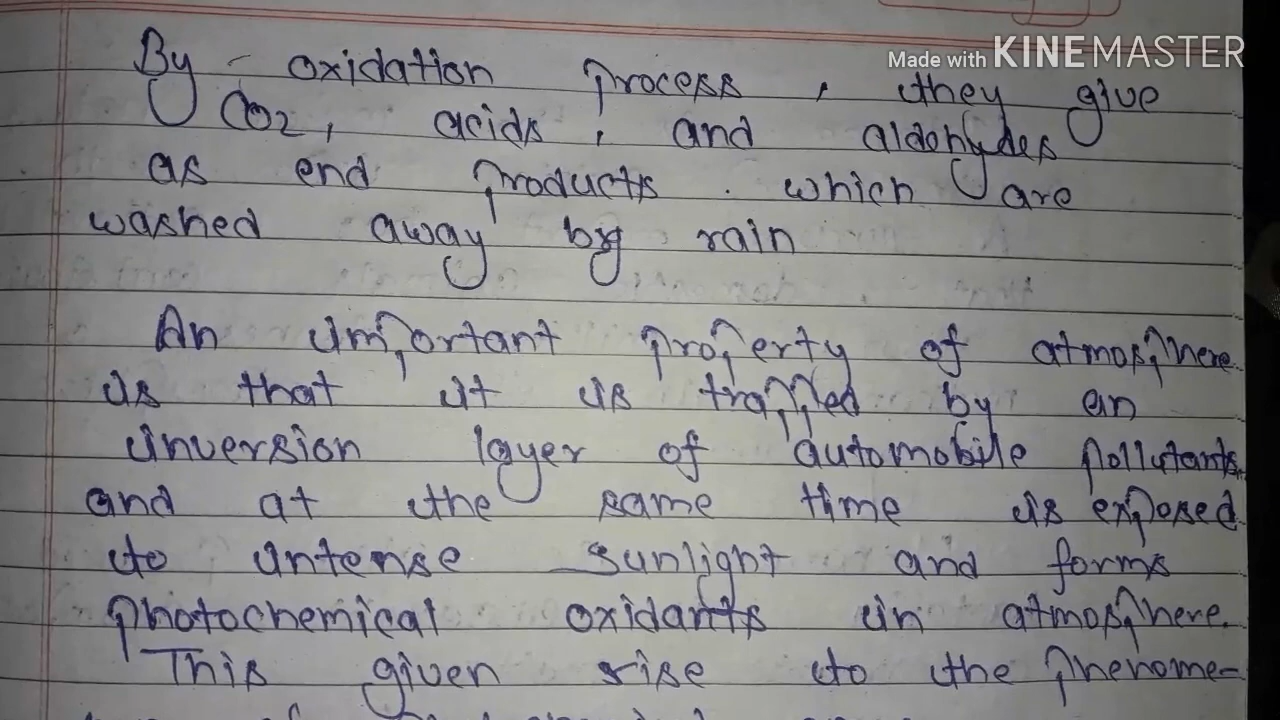 Made with KINEMASTER
By - oxidation process, they give
CO2, acids, and aldehydes
as end products. which are
washed away by rain
An important property of atmosphere
is that it is trapped by an
inversion layer of automobile pollutants
and at the same time is exposed
to intense sunlight and forms
photochemical oxidants in atmosphere.
This given rise to the phenome-
of